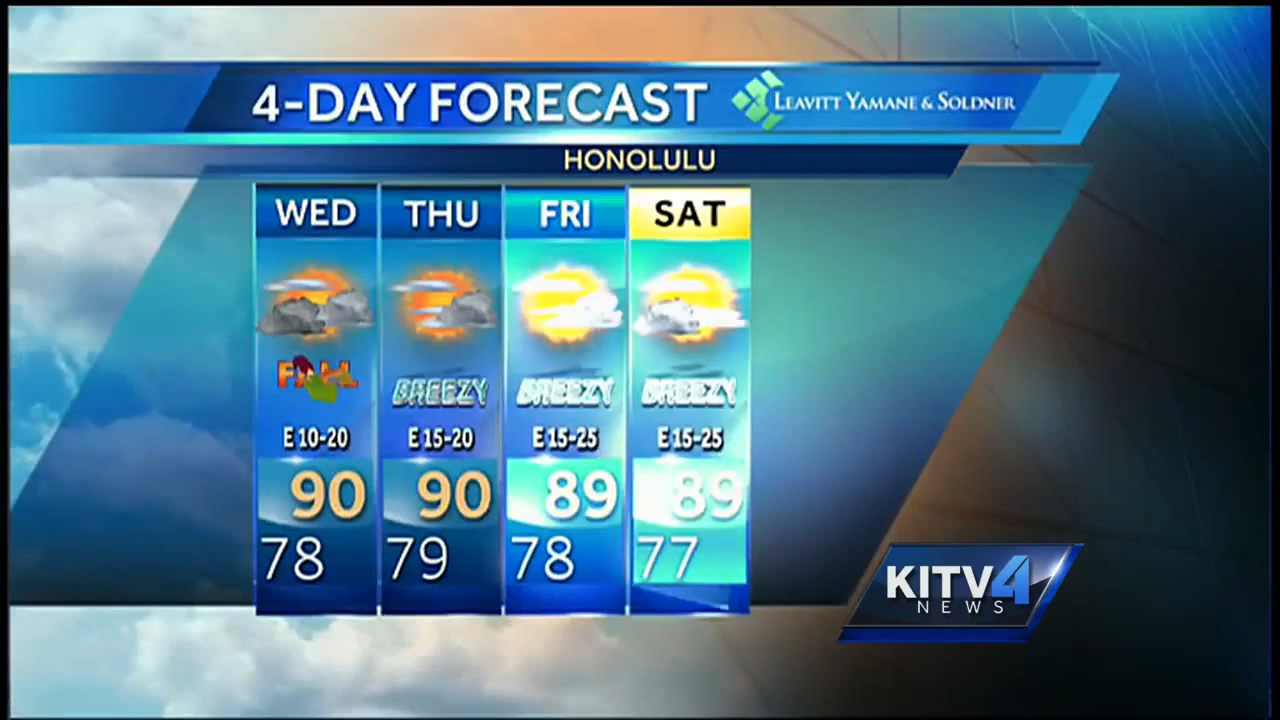 4-DAY FORECAST LEAVITT YAMANE & SOLDNER
HONOLULU
WED THU FRI SAT
FALL BREEZY BREEZY BREEZY
E 10-20 E 15-20 E 15-25 E 15-25
90 90 89 89
78 79 78 77
KITV4
NEWS